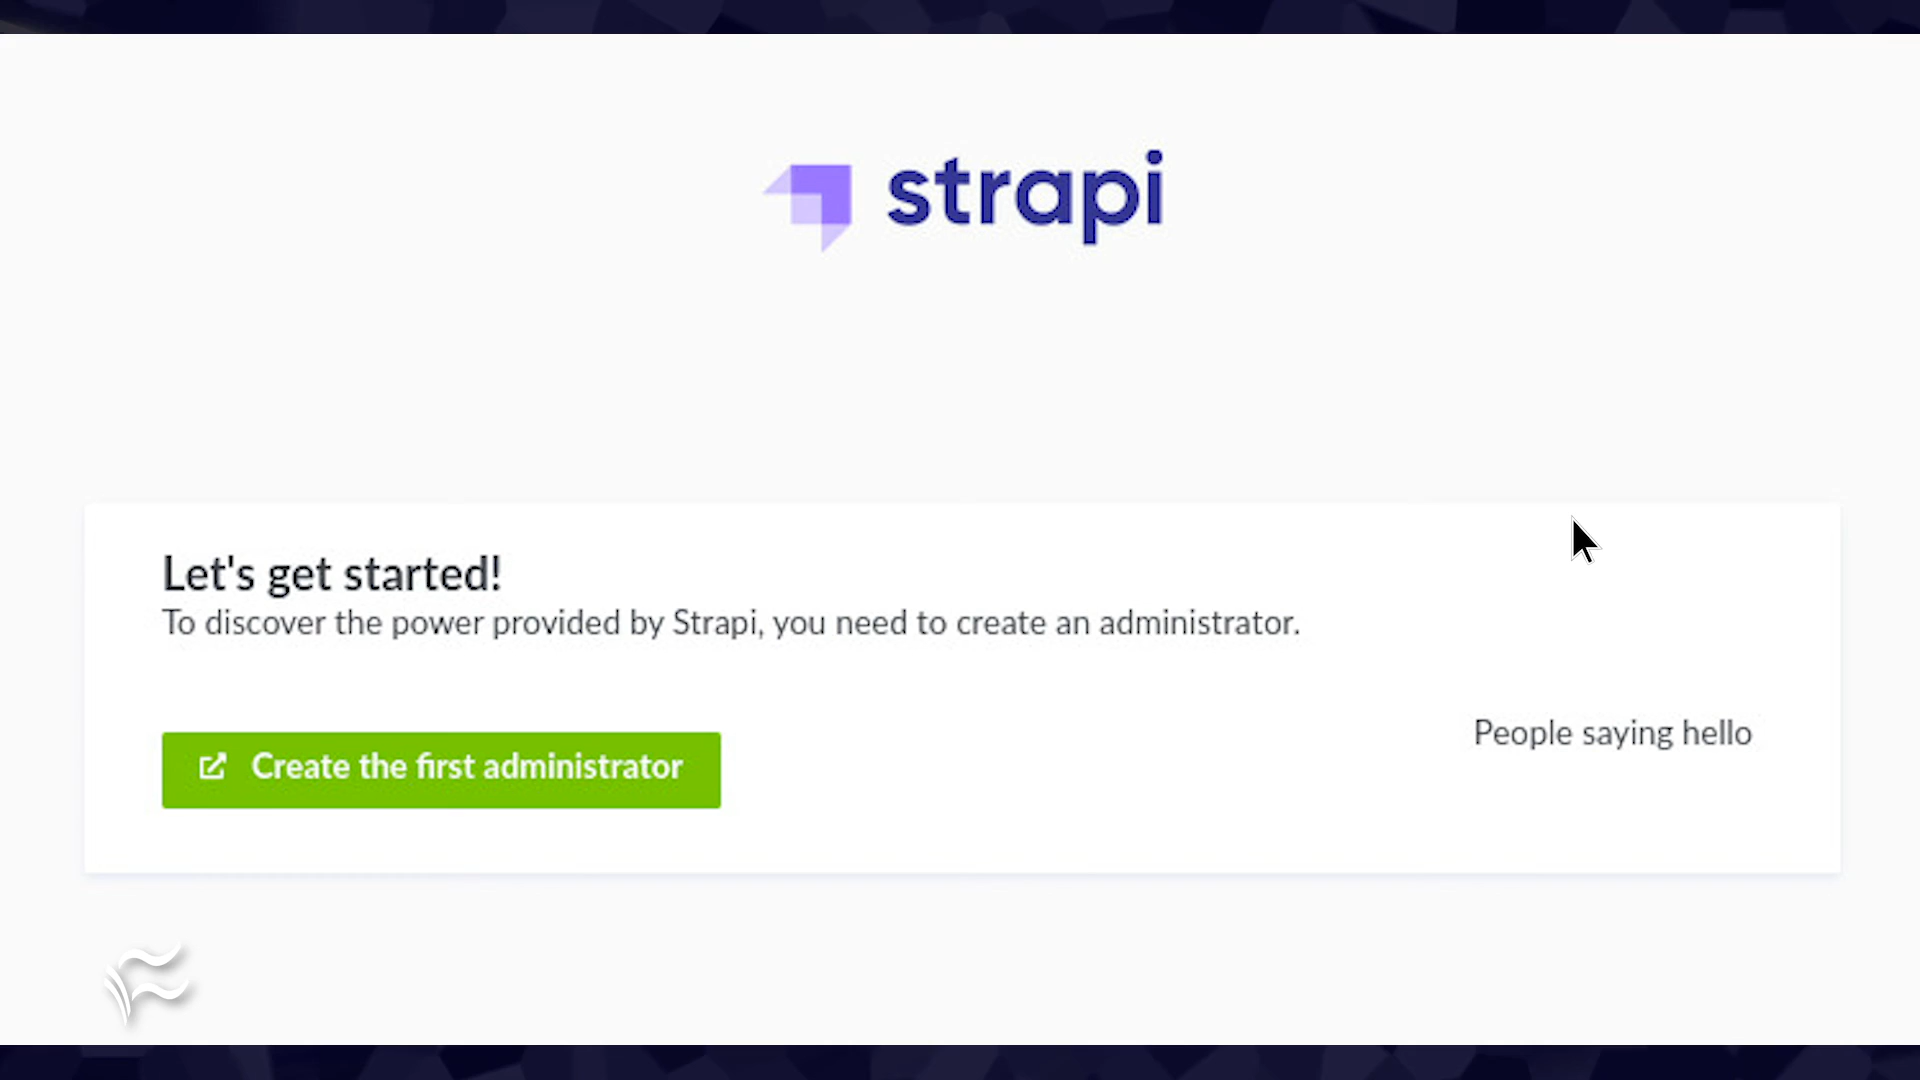 strapi
Let's get started!
To discover the power provided by Strapi, you need to create an administrator.
People saying hello
Create the first administrator